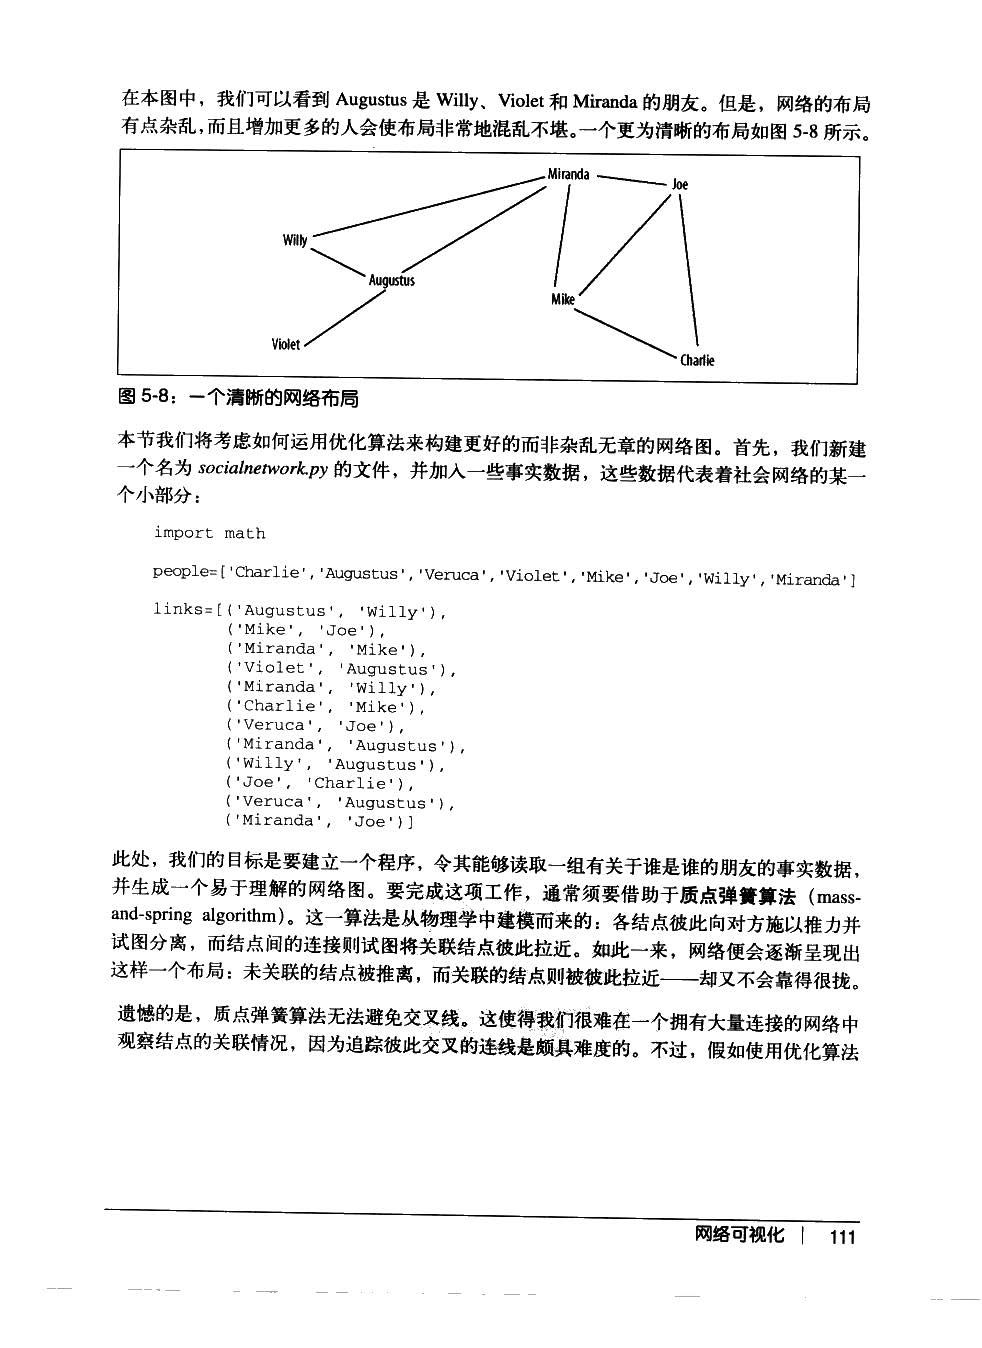 在本图中，我们可以看到 Augustus 是 Willy、Violet 和 Miranda 的朋友。但是，网络的布局
有点杂乱，而且增加更多的人会使布局非常地混乱不堪。一个更为清晰的布局如图 5-8 所示。
Miranda
Joe
Willy
Augustus
Mike
Violet
Charlie
图 5-8：一个清晰的网络布局
本节我们将考虑如何运用优化算法来构建更好的而非杂乱无章的网络图。首先，我们新建
一个名为 socialnetwork.py 的文件，并加入一些事实数据，这些数据代表着社会网络的某一
个小部分：
import math
people=['Charlie','Augustus','Veruca','Violet','Mike','Joe','Willy','Miranda']
links=[('Augustus', 'Willy'),
('Mike', 'Joe'),
('Miranda', 'Mike'),
('Violet', 'Augustus'),
('Miranda', 'Willy'),
('Charlie', 'Mike'),
('Veruca', 'Joe'),
('Miranda', 'Augustus'),
('Willy', 'Augustus'),
('Joe', 'Charlie'),
('Veruca', 'Augustus'),
('Miranda', 'Joe')]
此处，我们的目标是要建立一个程序，令其能够读取一组有关于谁是谁的朋友的事实数据，
并生成一个易于理解的网络图。要完成这项工作，通常须要借助于质点弹簧算法（mass-
and-spring algorithm）。这一算法是从物理学中建模而来的：各结点彼此向对方施以推力并
试图分离，而结点间的连接则试图将关联结点彼此拉近。如此一来，网络便会逐渐呈现出
这样一个布局：未关联的结点被推离，而关联的结点则被彼此拉近——却又不会靠得很拢。
遗憾的是，质点弹簧算法无法避免交叉线。这使得我们很难在一个拥有大量连接的网络中
观察结点的关联情况，因为追踪彼此交叉的连线是颇具难度的。不过，假如使用优化算法
网络可视化 | 111